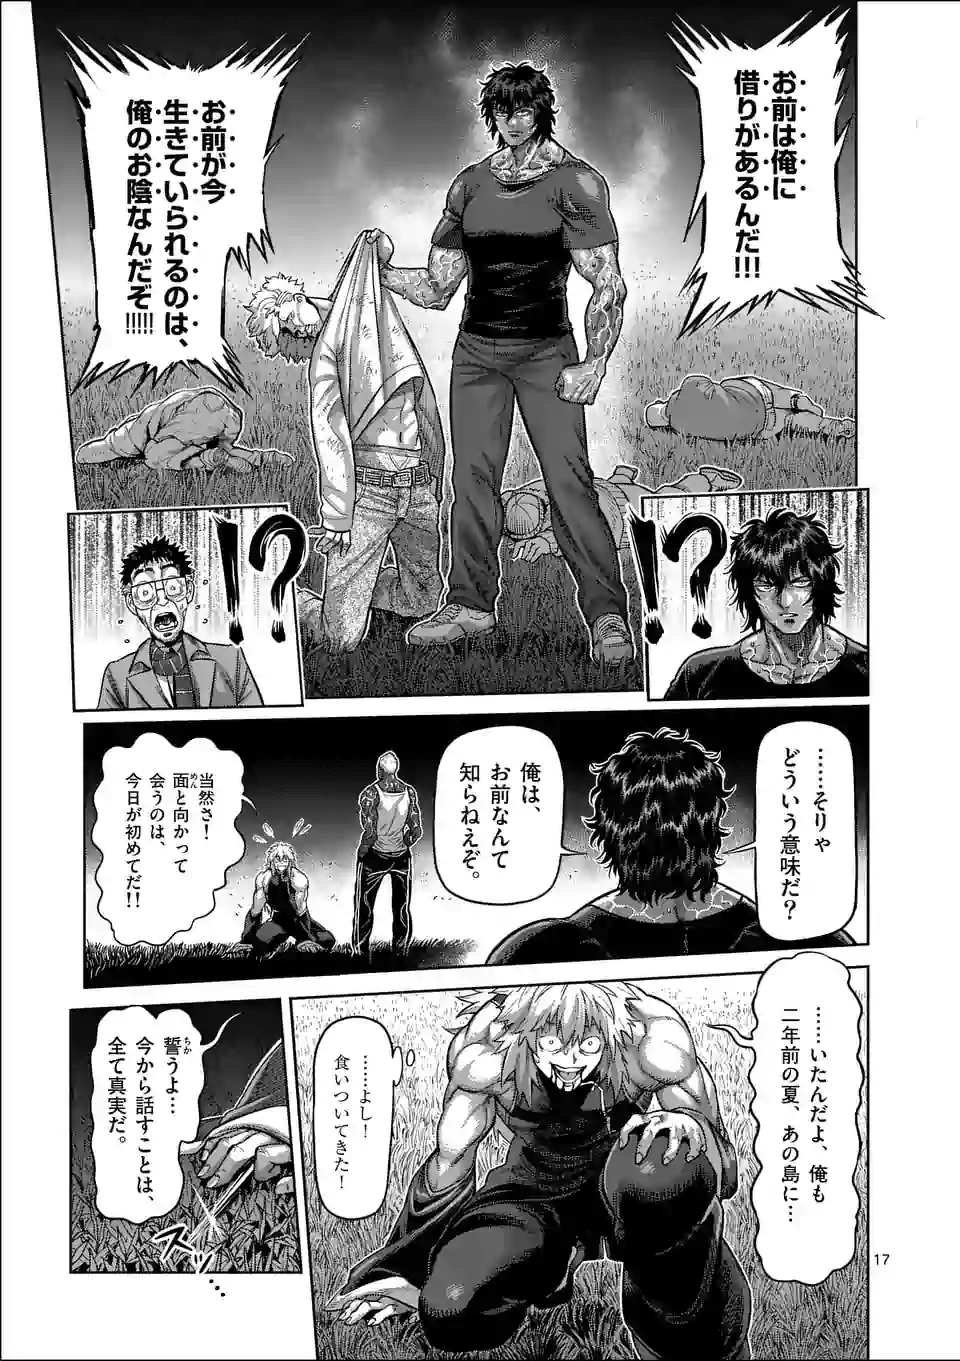 お前は俺に
借りがあるんだ!!!
お前が今
生きていられるのは、
俺のお陰なんだぞ!!!!!
!?
!?
……そりゃ
どういう意味だ?
俺は、
お前なんて
知らねえぞ。
当然さ!
面と向かって
めん
会うのは、
今日が初めてだ!!
……いたんだよ、俺も
二年前の夏、あの島に…
……よし!
食いついてきた!
誓うよ…
ちか
今から話すことは、
全て真実だ。
スッ…
17